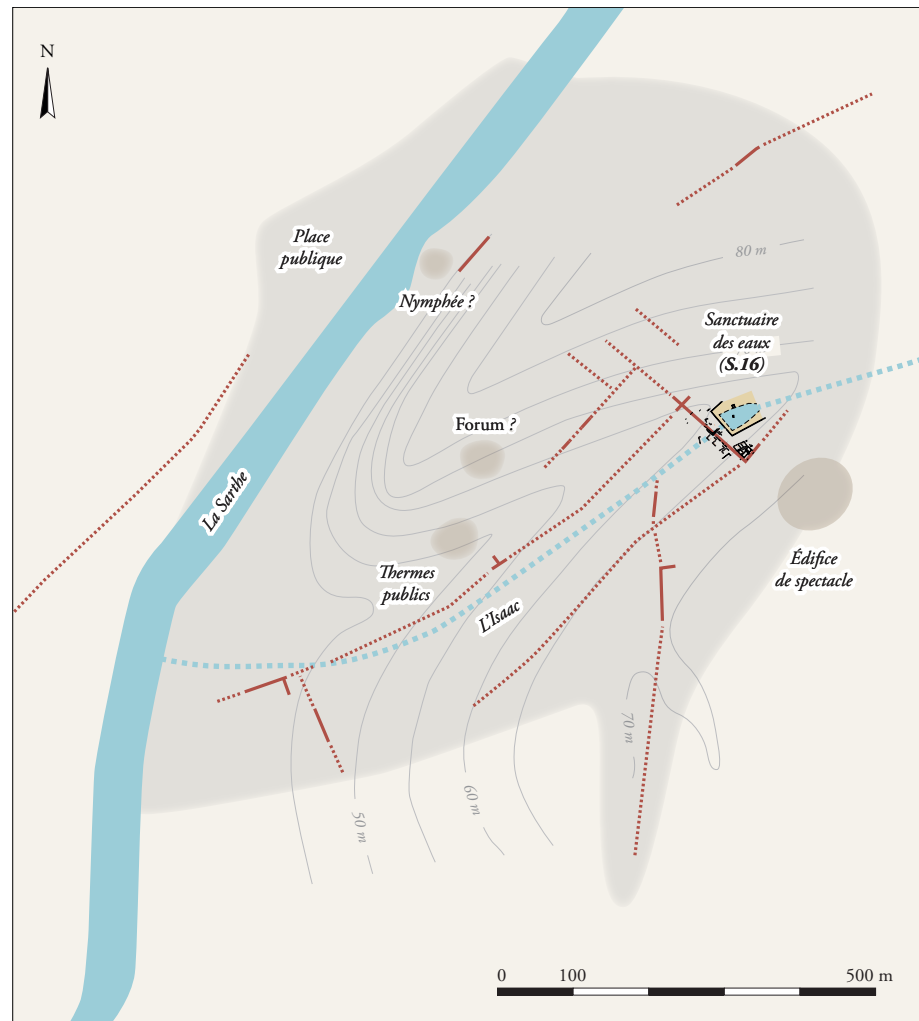 N
Place
publique
80 m
Nymphée ?
Sanctuaire
des eaux
(S.16)
Forum ?
La Sarthe
Thermes
publics
Édifice
de spectacle
L'Isaac
70 m
60 m
50 m
0 100 500 m